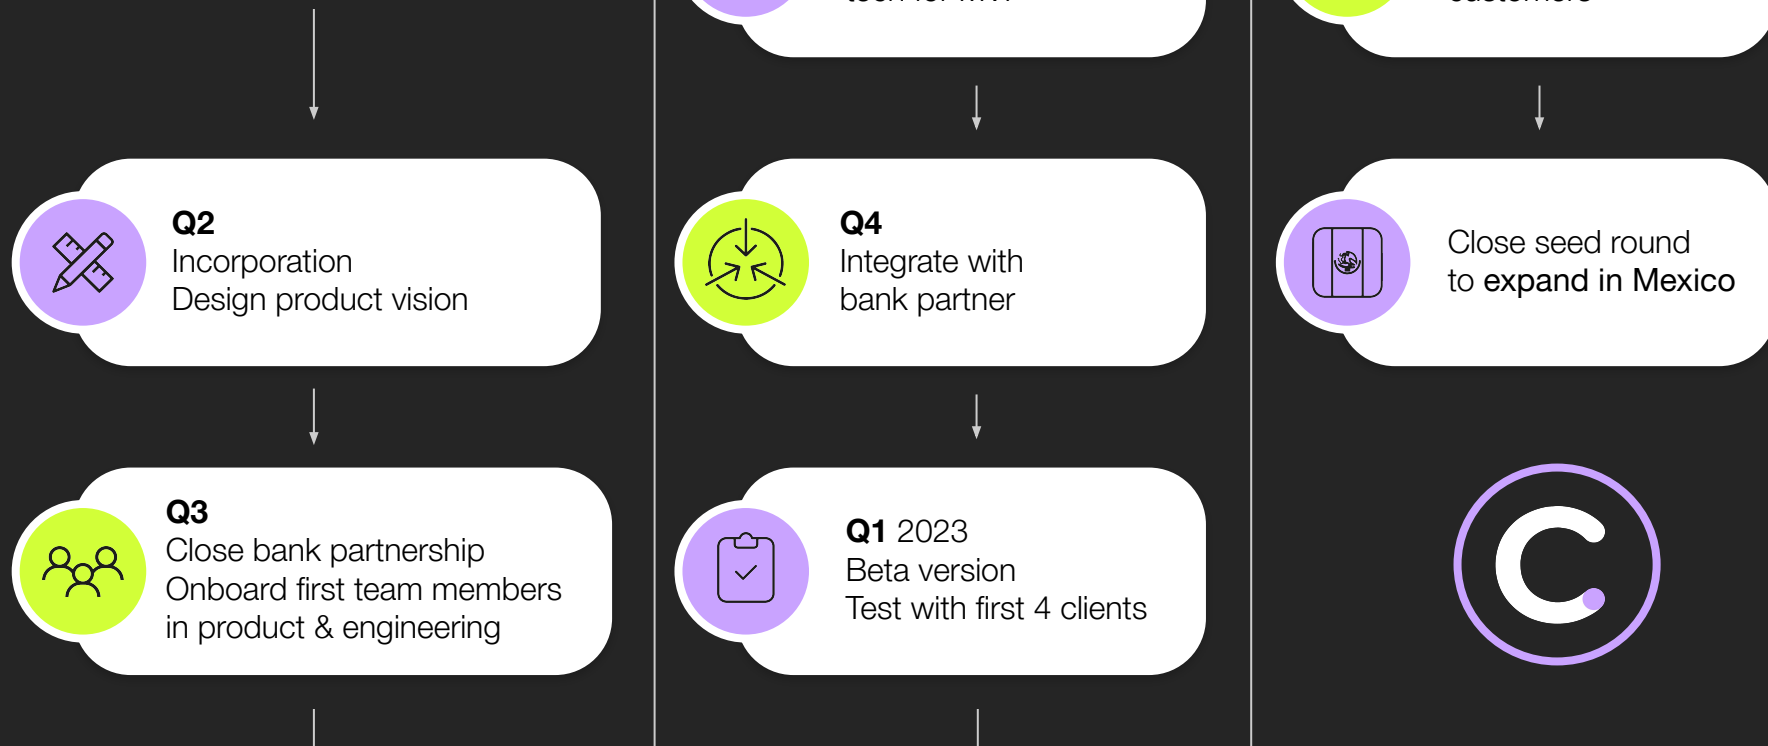 customers
Q2
Incorporation
Design product vision
Q3
Close bank partnership
Onboard first team members
in product & engineering
Q4
Integrate with
bank partner
Q1 2023
Beta version
Test with first 4 clients
Close seed round
to expand in Mexico